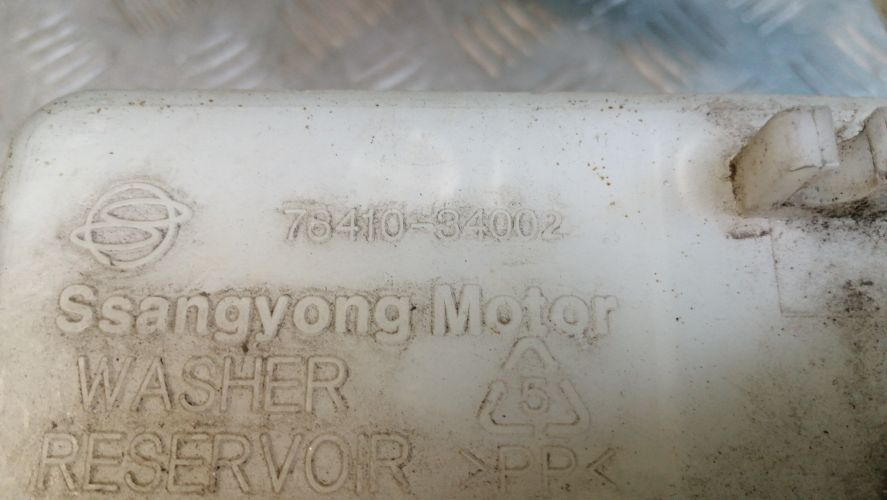 78410-34002
Ssangyong Motor
WASHER
5
RESERVOIR
>PP<